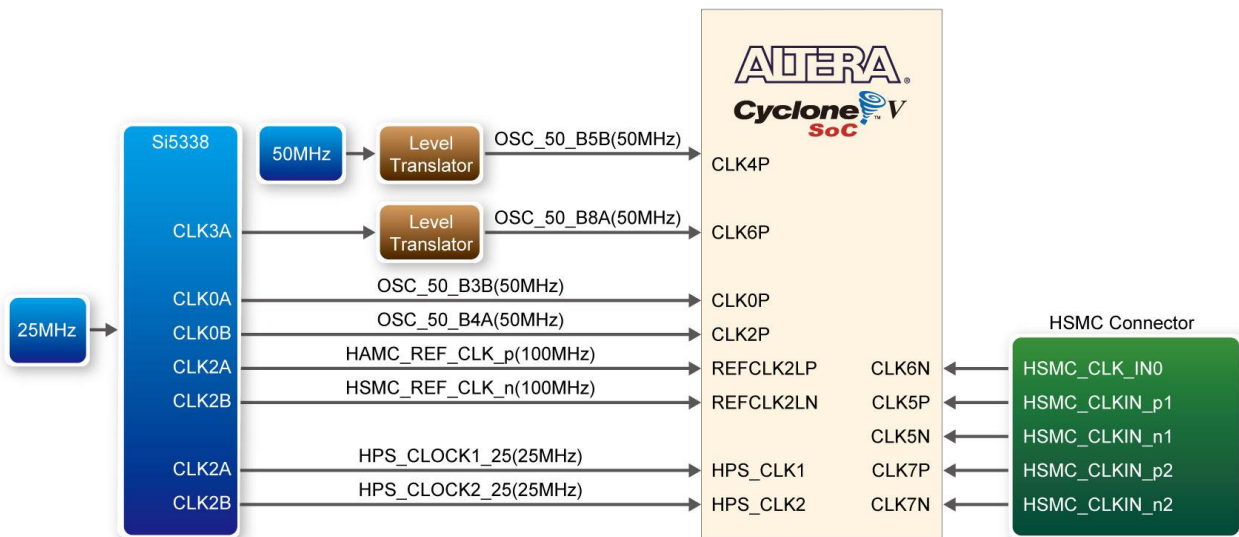 ALTERA.
Cyclone V
SoC
Si5338
50MHz
Level
Translator
OSC_50_B5B(50MHz)
CLK4P
CLK3A
Level
Translator
OSC_50_B8A(50MHz)
CLK6P
25MHz
CLK0A
OSC_50_B3B(50MHz)
CLK0P
CLK0B
OSC_50_B4A(50MHz)
CLK2P
HSMC Connector
CLK2A
HAMC_REF_CLK_p(100MHz)
REFCLK2LP
CLK6N
HSMC_CLK_IN0
CLK2B
HSMC_REF_CLK_n(100MHz)
REFCLK2LN
CLK5P
HSMC_CLKIN_p1
CLK5N
HSMC_CLKIN_n1
CLK2A
HPS_CLOCK1_25(25MHz)
HPS_CLK1
CLK7P
HSMC_CLKIN_p2
CLK2B
HPS_CLOCK2_25(25MHz)
HPS_CLK2
CLK7N
HSMC_CLKIN_n2